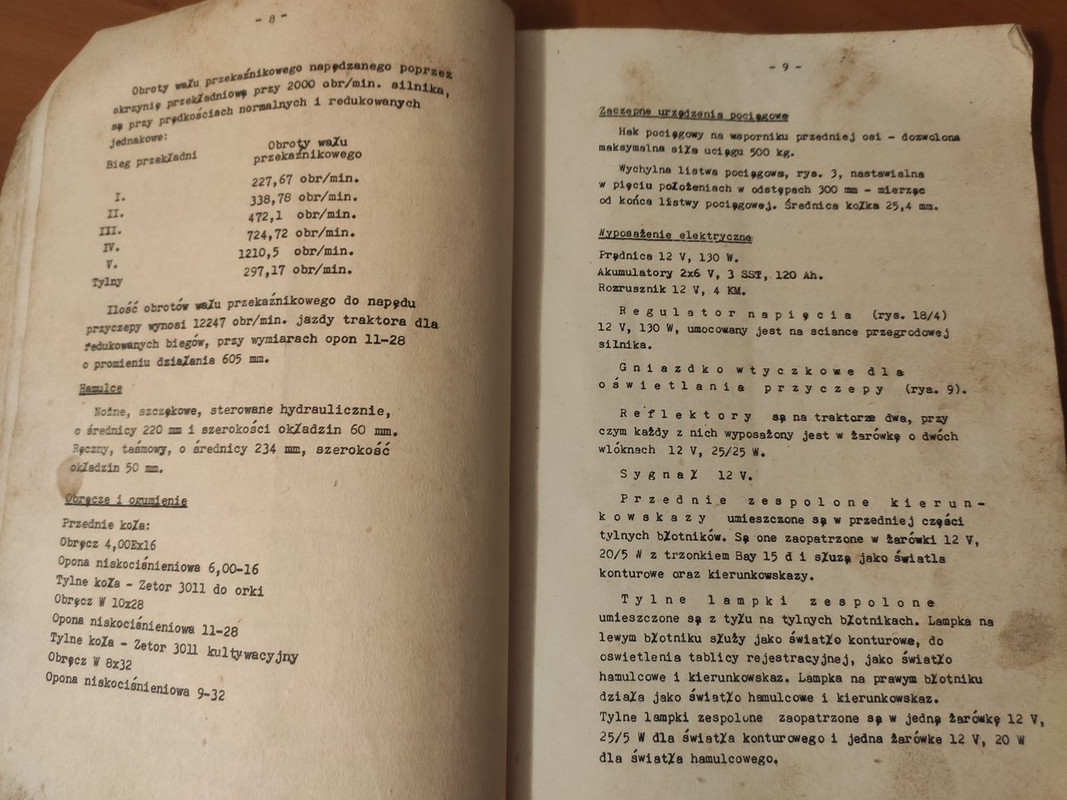 - 8 -
Obroty wału przekaźnikowego napędzanego poprzez
skrzynię przekładniową przy 2000 obr/min. silnika,
są przy prędkościach normalnych i redukowanych
jednakowe:
Bieg przekładni
Obroty wału
przekaźnikowego
227,67 obr/min.
I. 338,78 obr/min.
II. 472,1 obr/min.
III. 724,72 obr/min.
IV. 1210,5 obr/min.
V. 297,17 obr/min.
Tylny
Ilość obrotów wału przekaźnikowego do napędu
przyczepy wynosi 12247 obr/min. jazdy traktora dla
redukowanych biegów, przy wymiarach opon 11-28
o promieniu działania 605 mm.
Hamulce
Nożne, szczękowe, sterowane hydraulicznie,
o średnicy 220 mm i szerokości okładzin 60 mm.
Ręczny, taśmowy, o średnicy 234 mm, szerokość
okładzin 50 mm.
Obręcze i ogumienie
Przednie koła:
Obręcz 4,00Ex16
Opona niskociśnieniowa 6,00-16
Tylne koła - Zetor 3011 do orki
Obręcz W 10x28
Opona niskociśnieniowa 11-28
Tylne koła - Zetor 3011 kultywacyjny
Obręcz W 8x32
Opona niskociśnieniowa 9-32
- 9 -
Zaczepne urządzenia pociągowe
Hak pociągowy na wsporniku przedniej osi - dozwolona
maksymalna siła uciągu 500 kg.
Wychylna listwa pociągowa, rys. 3, nastawialna
w pięciu położeniach w odstępach 300 mm - mierząc
od końca listwy pociągowej. Średnica kołka 25,4 mm.
Wyposażenie elektryczne
Prądnica 12 V, 130 W.
Akumulatory 2x6 V, 3 SST, 120 Ah.
Rozrusznik 12 V, 4 KM.
Regulator napięcia (rys. 18/4)
12 V, 130 W, umocowany jest na sciance przegrodowej
silnika.
Gniazdko wtyczkowe dla
oświetlania przyczepy (rys. 9).
Reflektory są na traktorze dwa, przy
czym każdy z nich wyposażony jest w żarówkę o dwóch
wlóknach 12 V, 25/25 W.
Sygnał 12 V.
Przednie zespolone kierun-
kowskazy umieszczone są w przedniej części
tylnych błotników. Są one zaopatrzone w żarówki 12 V,
20/5 W z trzonkiem Bay 15 d i służą jako światla
konturowe oraz kierunkowskazy.
Tylne lampki zespolone
umieszczone są z tyłu na tylnych błotnikach. Lampka na
lewym błotniku służy jako światło konturowe, do
oswietlenia tablicy rejestracyjnej, jako światło
hamulcowe i kierunkowskaz. Lampka na prawym błotniku
działa jako światło hamulcowe i kierunkowskaz.
Tylne lampki zespolone zaopatrzone są w jedną żarówkę 12 V,
25/5 W dla światła konturowego i jedna żarówke 12 V, 20 W
dla światła hamulcowego.